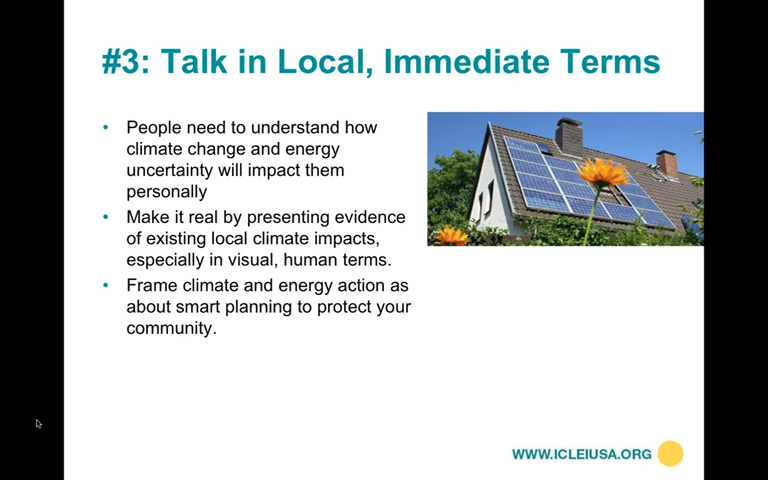 #3: Talk in Local, Immediate Terms
• People need to understand how
climate change and energy
uncertainty will impact them
personally
• Make it real by presenting evidence
of existing local climate impacts,
especially in visual, human terms.
• Frame climate and energy action as
about smart planning to protect your
community.
WWW.ICLEIUSA.ORG